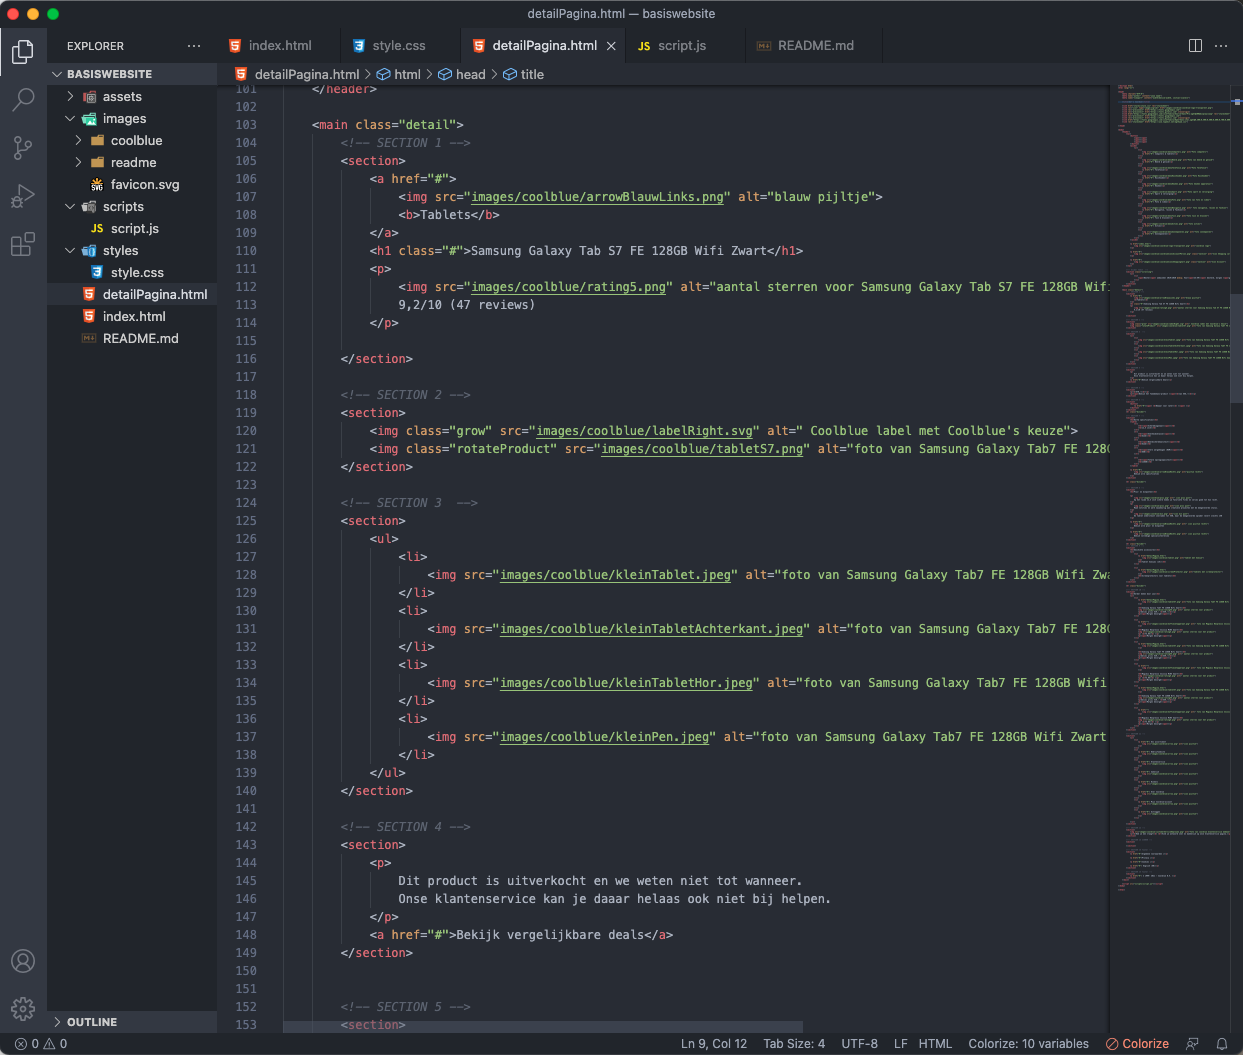 detailPagina.html — basiswebsite
EXPLORER
index.html
style.css
detailPagina.html
JS script.js
README.md
BASISWEBSITE
detailPagina.html > html > head > title
assets
images
coolblue
readme
favicon.svg
scripts
JS script.js
styles
style.css
detailPagina.html
index.html
README.md
OUTLINE
101 </header>
102
103 <main class="detail">
104 <!-- SECTION 1 -->
105 <section>
106 <a href="#">
107 <img src="images/coolblue/arrowBlauwLinks.png" alt="blauw pijltje">
108 <b>Tablets</b>
109 </a>
110 <h1 class="#">Samsung Galaxy Tab S7 FE 128GB Wifi Zwart</h1>
111 <p>
112 <img src="images/coolblue/rating5.png" alt="aantal sterren voor Samsung Galaxy Tab S7 FE 128GB Wif
113 9,2/10 (47 reviews)
114 </p>
115
116 </section>
117
118 <!-- SECTION 2 -->
119 <section>
120 <img class="grow" src="images/coolblue/labelRight.svg" alt=" Coolblue label met Coolblue's keuze">
121 <img class="rotateProduct" src="images/coolblue/tabletS7.png" alt="foto van Samsung Galaxy Tab7 FE 128
122 </section>
123
124 <!-- SECTION 3  -->
125 <section>
126 <ul>
127 <li>
128 <img src="images/coolblue/kleinTablet.jpeg" alt="foto van Samsung Galaxy Tab7 FE 128GB Wifi Zwa
129 </li>
130 <li>
131 <img src="images/coolblue/kleinTabletAchterkant.jpeg" alt="foto van Samsung Galaxy Tab7 FE 128
132 </li>
133 <li>
134 <img src="images/coolblue/kleinTabletHor.jpeg" alt="foto van Samsung Galaxy Tab7 FE 128GB Wifi
135 </li>
136 <li>
137 <img src="images/coolblue/kleinPen.jpeg" alt="foto van Samsung Galaxy Tab7 FE 128GB Wifi Zwart
138 </li>
139 </ul>
140 </section>
141
142 <!-- SECTION 4 -->
143 <section>
144 <p>
145 Dit product is uitverkocht en we weten niet tot wanneer.
146 Onse klantenservice kan je daaar helaas ook niet bij helpen.
147 </p>
148 <a href="#">Bekijk vergelijkbare deals</a>
149 </section>
150
151
152 <!-- SECTION 5 -->
153 <section>
0 0
Ln 9, Col 12
Tab Size: 4
UTF-8
LF
HTML
Colorize: 10 variables
Colorize